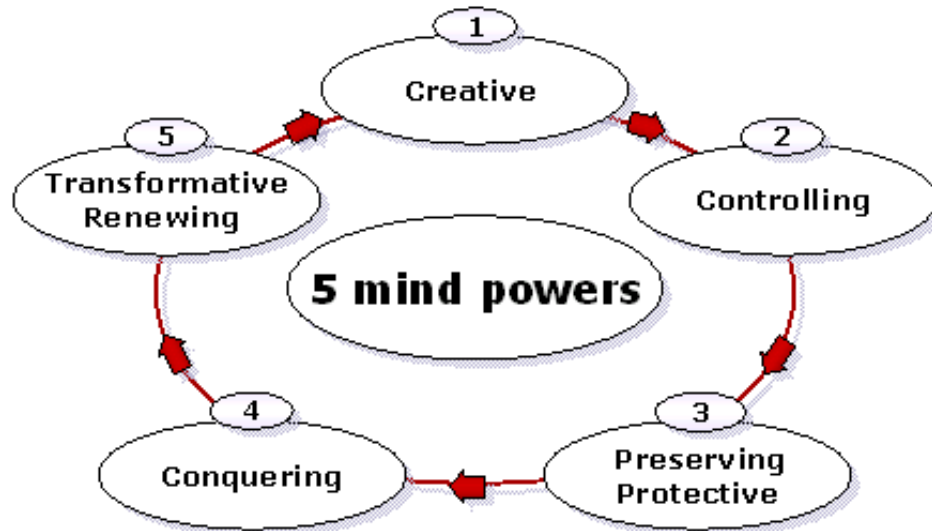 1
Creative
2
Controlling
3
Preserving
Protective
4
Conquering
5
Transformative
Renewing
5 mind powers